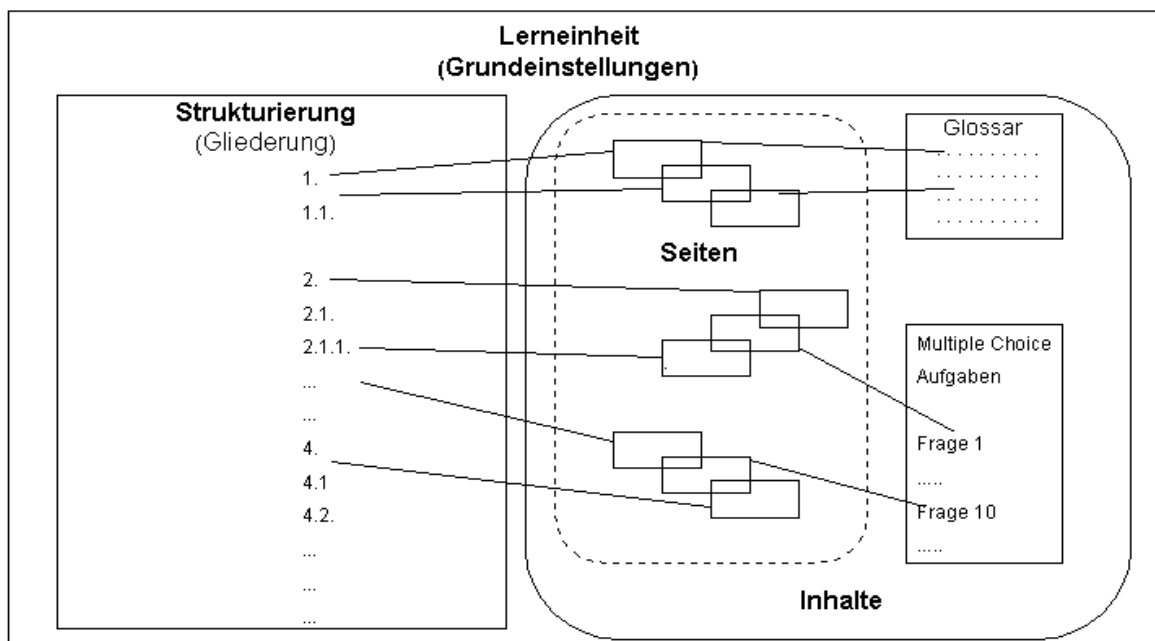 Lerneinheit
(Grundeinstellungen)
Strukturierung
(Gliederung)
1.
1.1.
2.
2.1.
2.1.1.
...
...
4.
4.1
4.2.
...
...
...
Seiten
Glossar
. . . . . . . . . .
. . . . . . . . . .
. . . . . . . . . .
. . . . . . . . . .
Multiple Choice
Aufgaben
Frage 1
.....
Frage 10
.....
Inhalte